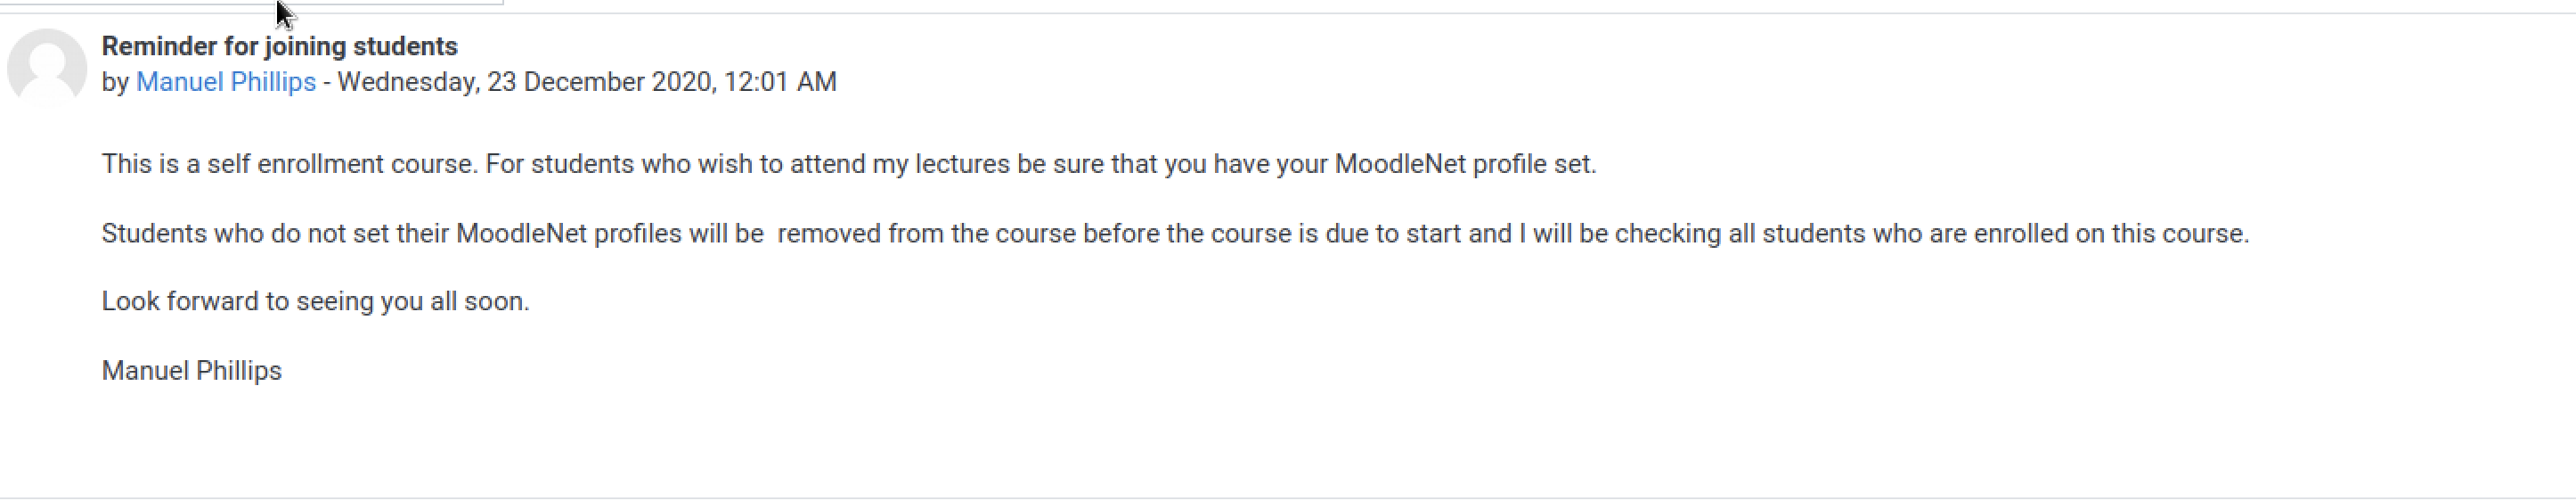 Reminder for joining students
by Manuel Phillips - Wednesday, 23 December 2020, 12:01 AM
This is a self enrollment course. For students who wish to attend my lectures be sure that you have your MoodleNet profile set.
Students who do not set their MoodleNet profiles will be  removed from the course before the course is due to start and I will be checking all students who are enrolled on this course.
Look forward to seeing you all soon.
Manuel Phillips